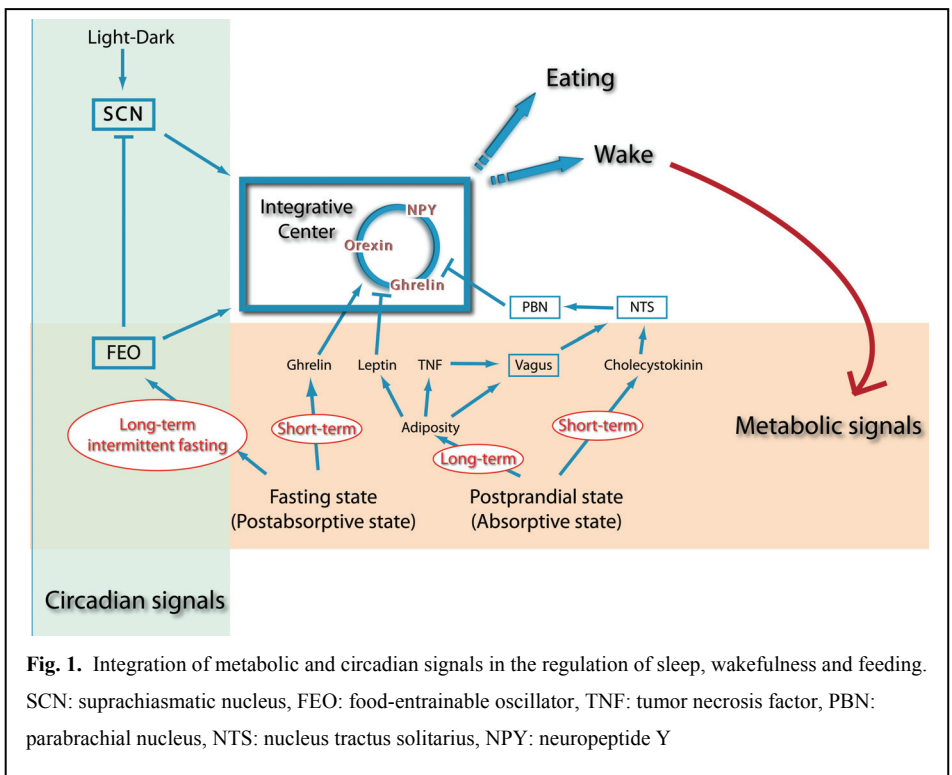 Light-Dark
SCN
Eating
Wake
Integrative
Center
NPY
Orexin
Ghrelin
PBN
NTS
FEO
Ghrelin
Leptin
TNF
Vagus
Cholecystokinin
Long-term
intermittent fasting
Short-term
Adiposity
Short-term
Long-term
Metabolic signals
Fasting state
(Postabsorptive state)
Postprandial state
(Absorptive state)
Circadian signals
Fig. 1. Integration of metabolic and circadian signals in the regulation of sleep, wakefulness and feeding.
SCN: suprachiasmatic nucleus, FEO: food-entrainable oscillator, TNF: tumor necrosis factor, PBN:
parabrachial nucleus, NTS: nucleus tractus solitarius, NPY: neuropeptide Y